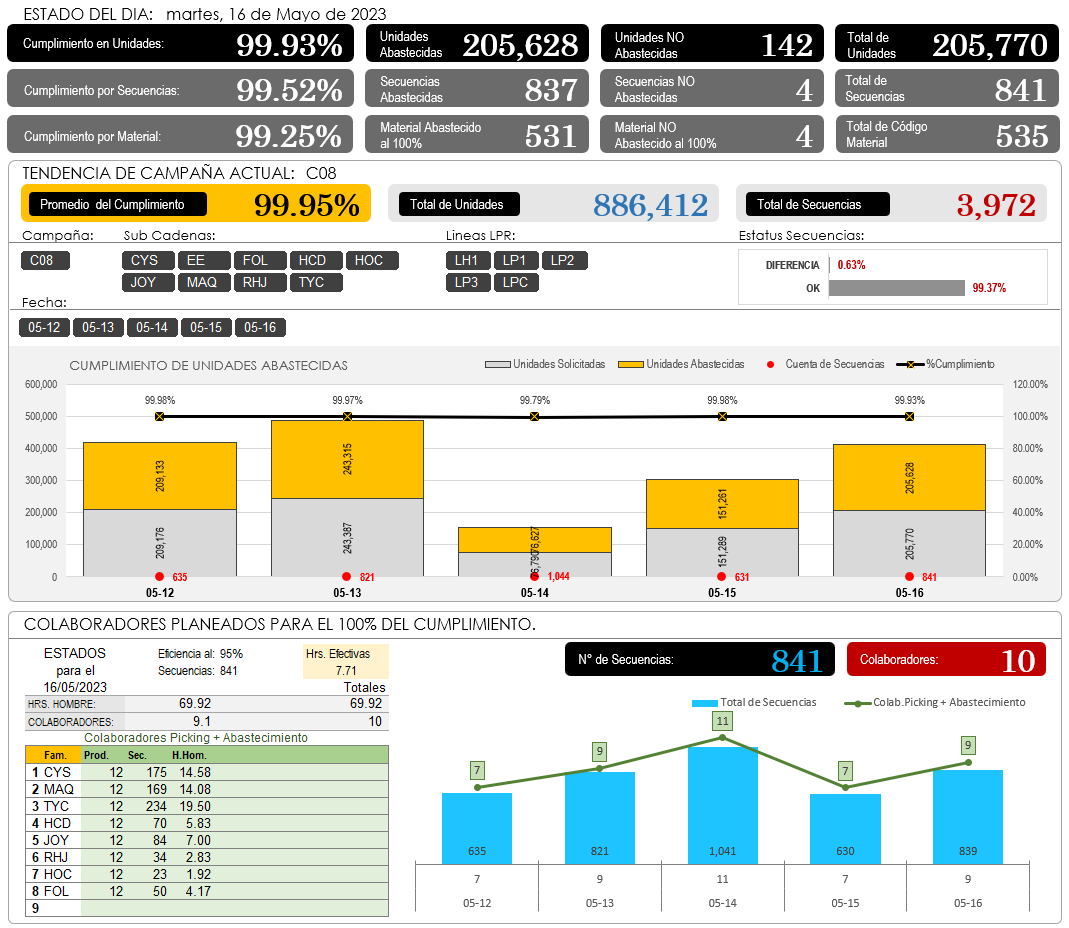 ESTADO DEL DIA: martes, 16 de Mayo de 2023
Cumplimiento en Unidades: 99.93%
Unidades Abastecidas 205,628
Unidades NO Abastecidas 142
Total de Unidades 205,770
Cumplimiento por Secuencias: 99.52%
Secuencias Abastecidas 837
Secuencias NO Abastecidas 4
Total de Secuencias 841
Cumplimiento por Material: 99.25%
Material Abastecido al 100% 531
Material NO Abastecido al 100% 4
Total de Código Material 535
TENDENCIA DE CAMPAÑA ACTUAL: C08
Promedio del Cumplimiento 99.95%
Total de Unidades 886,412
Total de Secuencias 3,972
Campaña: Sub Cadenas: Lineas LPR: Estatus Secuencias:
C08 CYS EE FOL HCD HOC LH1 LP1 LP2
JOY MAQ RHJ TYC LP3 LPC
DIFERENCIA 0.63%
OK 99.37%
Fecha:
05-12 05-13 05-14 05-15 05-16
CUMPLIMIENTO DE UNIDADES ABASTECIDAS
Unidades Solicitadas Unidades Abastecidas Cuenta de Secuencias %Cumplimiento
600,000 120.00%
99.98% 99.97% 99.79% 99.98% 99.93%
500,000 100.00%
400,000 80.00%
300,000 60.00%
200,000 40.00%
100,000 20.00%
0 0.00%
209,133 243,315 76,627 151,261 205,628
209,176 243,387 76,790 151,289 205,770
635 821 1,044 631 841
05-12 05-13 05-14 05-15 05-16
COLABORADORES PLANEADOS PARA EL 100% DEL CUMPLIMIENTO.
ESTADOS Eficiencia al: 95% Hrs. Efectivas
para el Secuencias: 841 7.71
16/05/2023 Totales
HRS. HOMBRE: 69.92 69.92
COLABORADORES: 9.1 10
Colaboradores Picking + Abastecimiento
Fam. Prod. Sec. H.Hom.
1 CYS 12 175 14.58
2 MAQ 12 169 14.08
3 TYC 12 234 19.50
4 HCD 12 70 5.83
5 JOY 12 84 7.00
6 RHJ 12 34 2.83
7 HOC 12 23 1.92
8 FOL 12 50 4.17
9
N° de Secuencias: 841
Colaboradores: 10
Total de Secuencias Colab.Picking + Abastecimiento
7 9 11 7 9
635 821 1,041 630 839
7 9 11 7 9
05-12 05-13 05-14 05-15 05-16